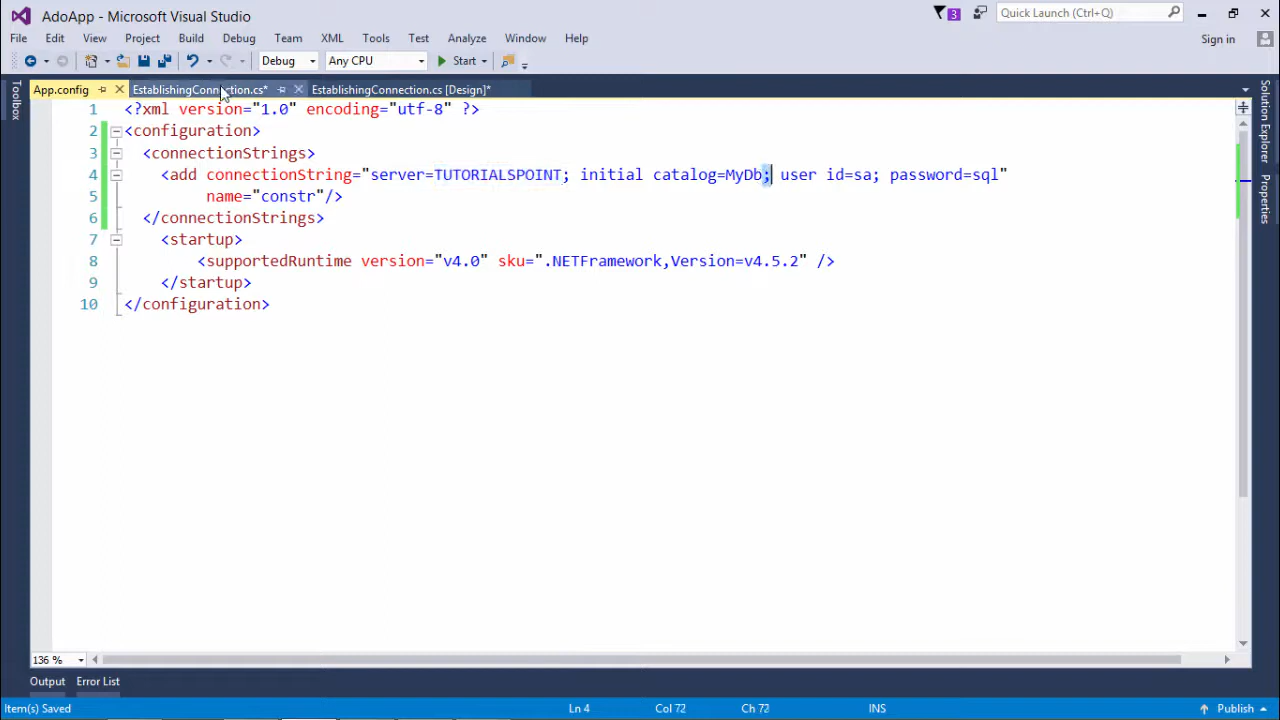 AdoApp - Microsoft Visual Studio
3
Quick Launch (Ctrl+Q)
File Edit View Project Build Debug Team XML Tools Test Analyze Window Help
Sign in
Debug Any CPU Start
Toolbox
App.config EstablishingConnection.cs* EstablishingConnection.cs [Design]*
Solution Explorer
Properties
1 <?xml version="1.0" encoding="utf-8" ?>
2 <configuration>
3 <connectionStrings>
4 <add connectionString="server=TUTORIALSPOINT; initial catalog=MyDb; user id=sa; password=sql"
5 name="constr"/>
6 </connectionStrings>
7 <startup>
8 <supportedRuntime version="v4.0" sku=".NETFramework,Version=v4.5.2" />
9 </startup>
10 </configuration>
136 %
Output Error List
Item(s) Saved Ln 4 Col 72 Ch 72 INS Publish